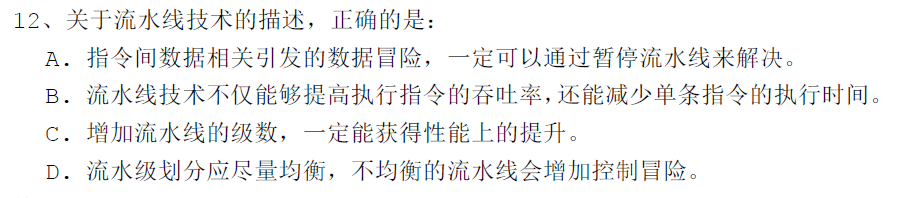 12、关于流水线技术的描述，正确的是：
A. 指令间数据相关引发的数据冒险，一定可以通过暂停流水线来解决。
B. 流水线技术不仅能够提高执行指令的吞吐率，还能减少单条指令的执行时间。
C. 增加流水线的级数，一定能获得性能上的提升。
D. 流水级划分应尽量均衡，不均衡的流水线会增加控制冒险。